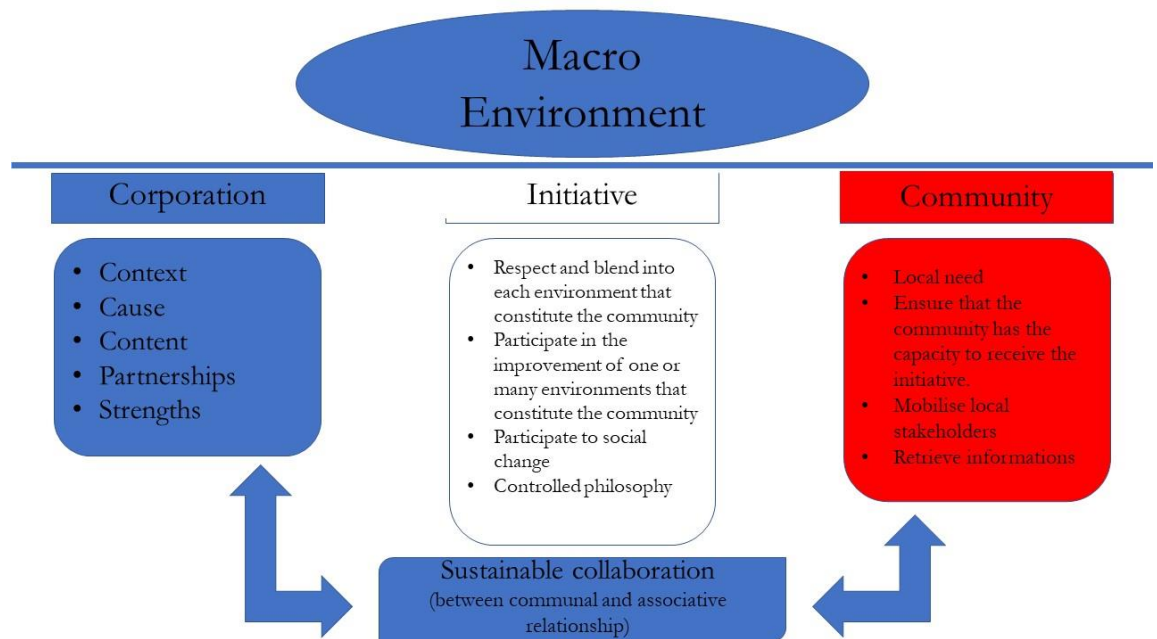 Macro
Environment
Corporation
Initiative
Community
• Context
• Cause
• Content
• Partnerships
• Strengths
• Respect and blend into
each environment that
constitute the community
• Participate in the
improvement of one or
many environments that
constitute the community
• Participate to social
change
• Controlled philosophy
• Local need
• Ensure that the
community has the
capacity to receive the
initiative.
• Mobilise local
stakeholders
• Retrieve informations
Sustainable collaboration
(between communal and associative
relationship)